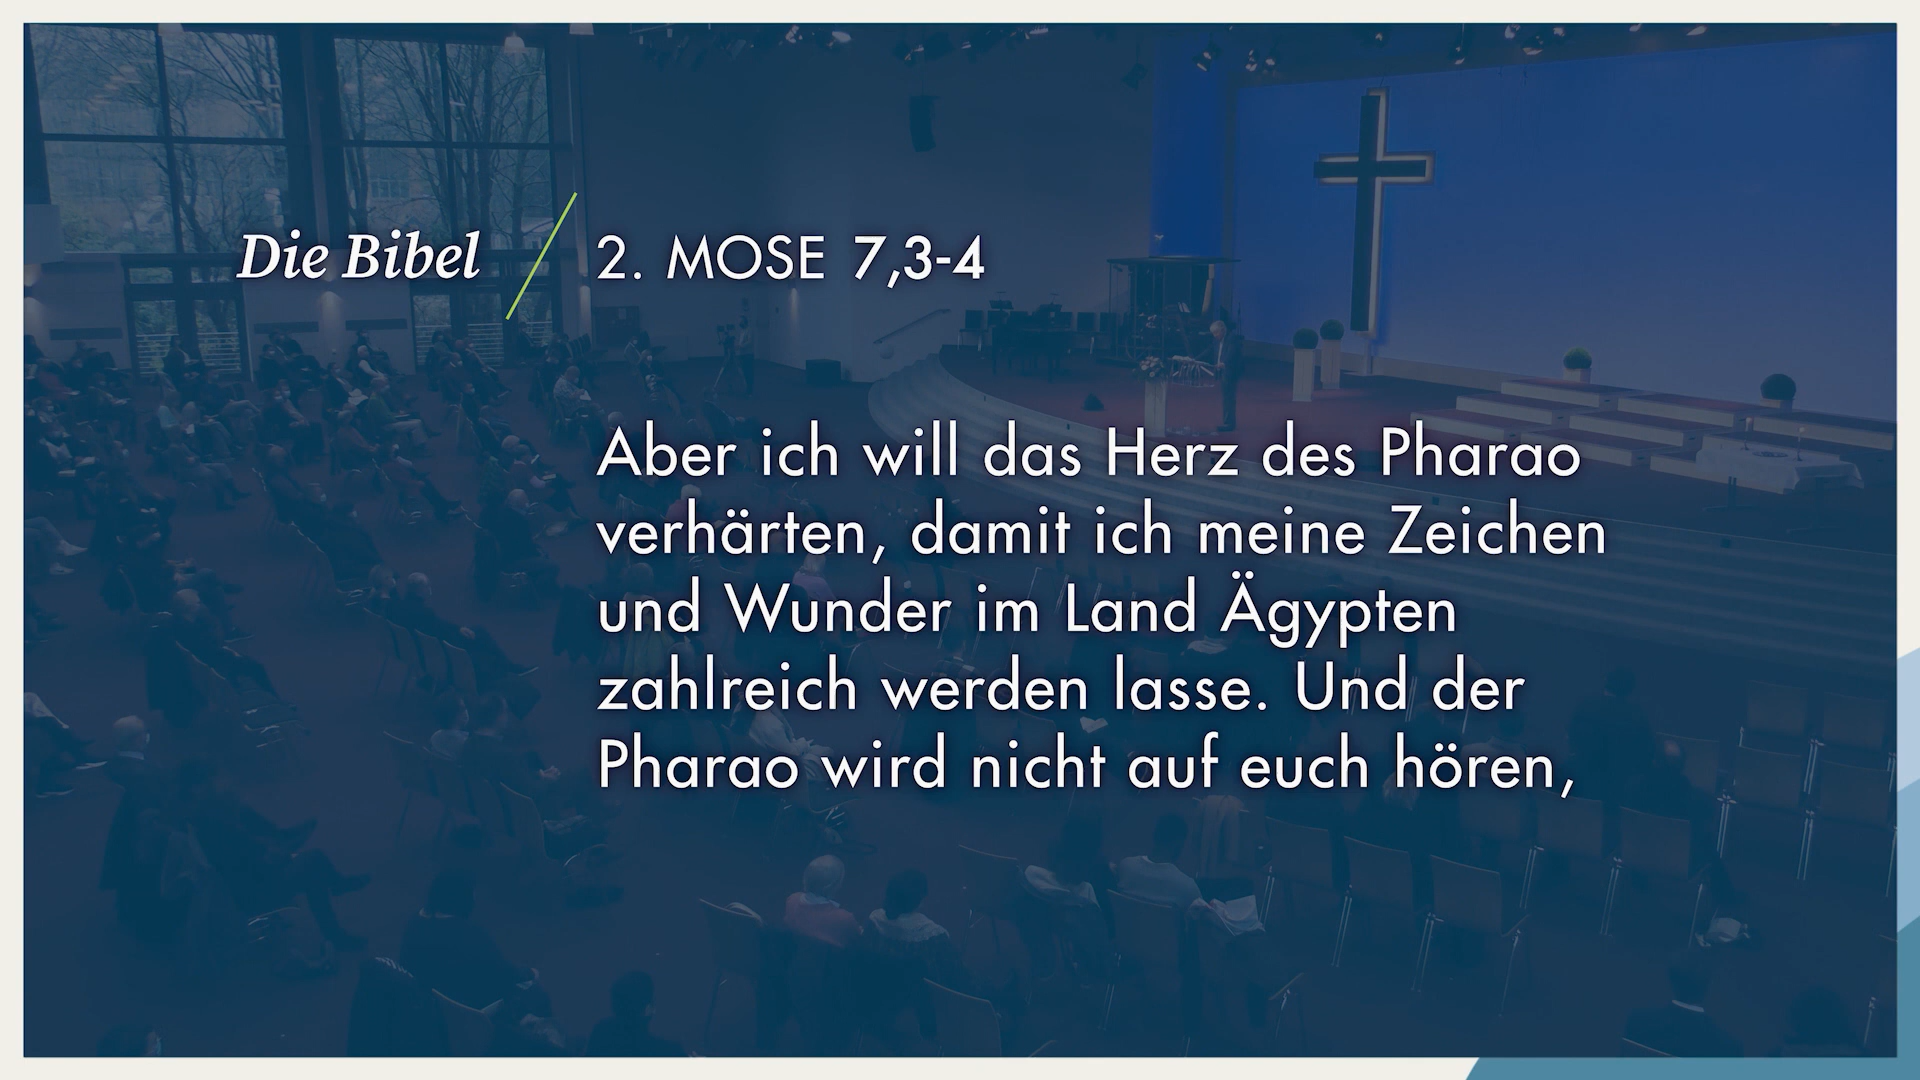 Die Bibel / 2. MOSE 7,3-4
Aber ich will das Herz des Pharao
verhärten, damit ich meine Zeichen
und Wunder im Land Ägypten
zahlreich werden lasse. Und der
Pharao wird nicht auf euch hören,